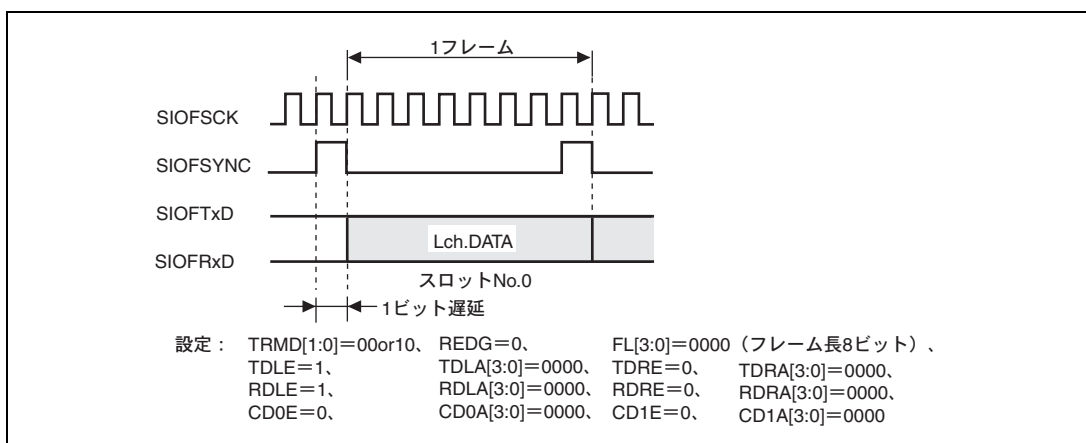 1フレーム
SIOFSCK
SIOFSYNC
SIOFTxD
Lch.DATA
SIOFRxD
スロットNo.0
1ビット遅延
設定： TRMD[1:0]＝00or10、 REDG＝0、 FL[3:0]＝0000（フレーム長8ビット）、
TDLE＝1、 TDLA[3:0]＝0000、 TDRE＝0、 TDRA[3:0]＝0000、
RDLE＝1、 RDLA[3:0]＝0000、 RDRE＝0、 RDRA[3:0]＝0000、
CD0E＝0、 CD0A[3:0]＝0000、 CD1E＝0、 CD1A[3:0]＝0000